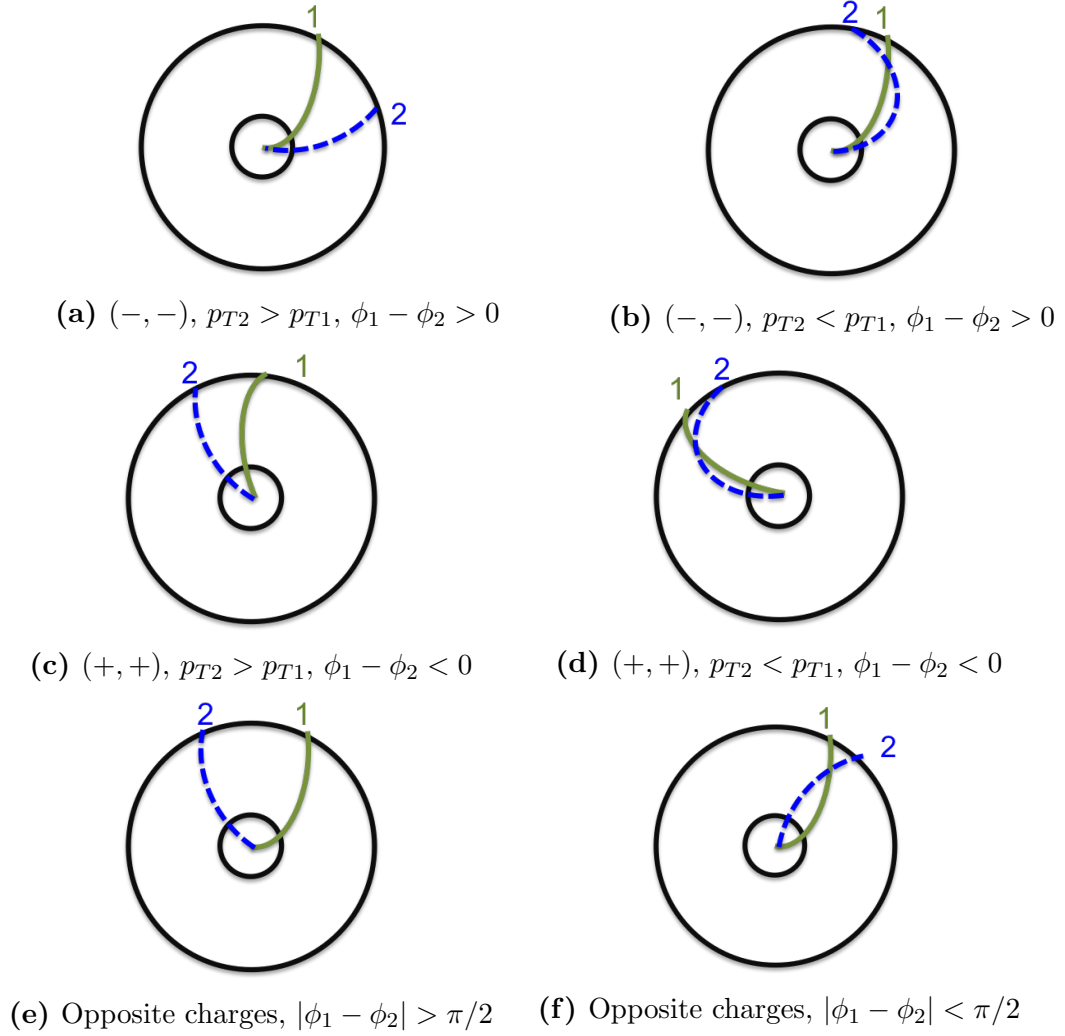 1
2
2
1
(a) (−, −), p_{T2} > p_{T1}, ϕ_1 − ϕ_2 > 0
(b) (−, −), p_{T2} < p_{T1}, ϕ_1 − ϕ_2 > 0
2
1
1
2
(c) (+, +), p_{T2} > p_{T1}, ϕ_1 − ϕ_2 < 0
(d) (+, +), p_{T2} < p_{T1}, ϕ_1 − ϕ_2 < 0
2
1
1
2
(e) Opposite charges, |ϕ_1 − ϕ_2| > π/2
(f) Opposite charges, |ϕ_1 − ϕ_2| < π/2